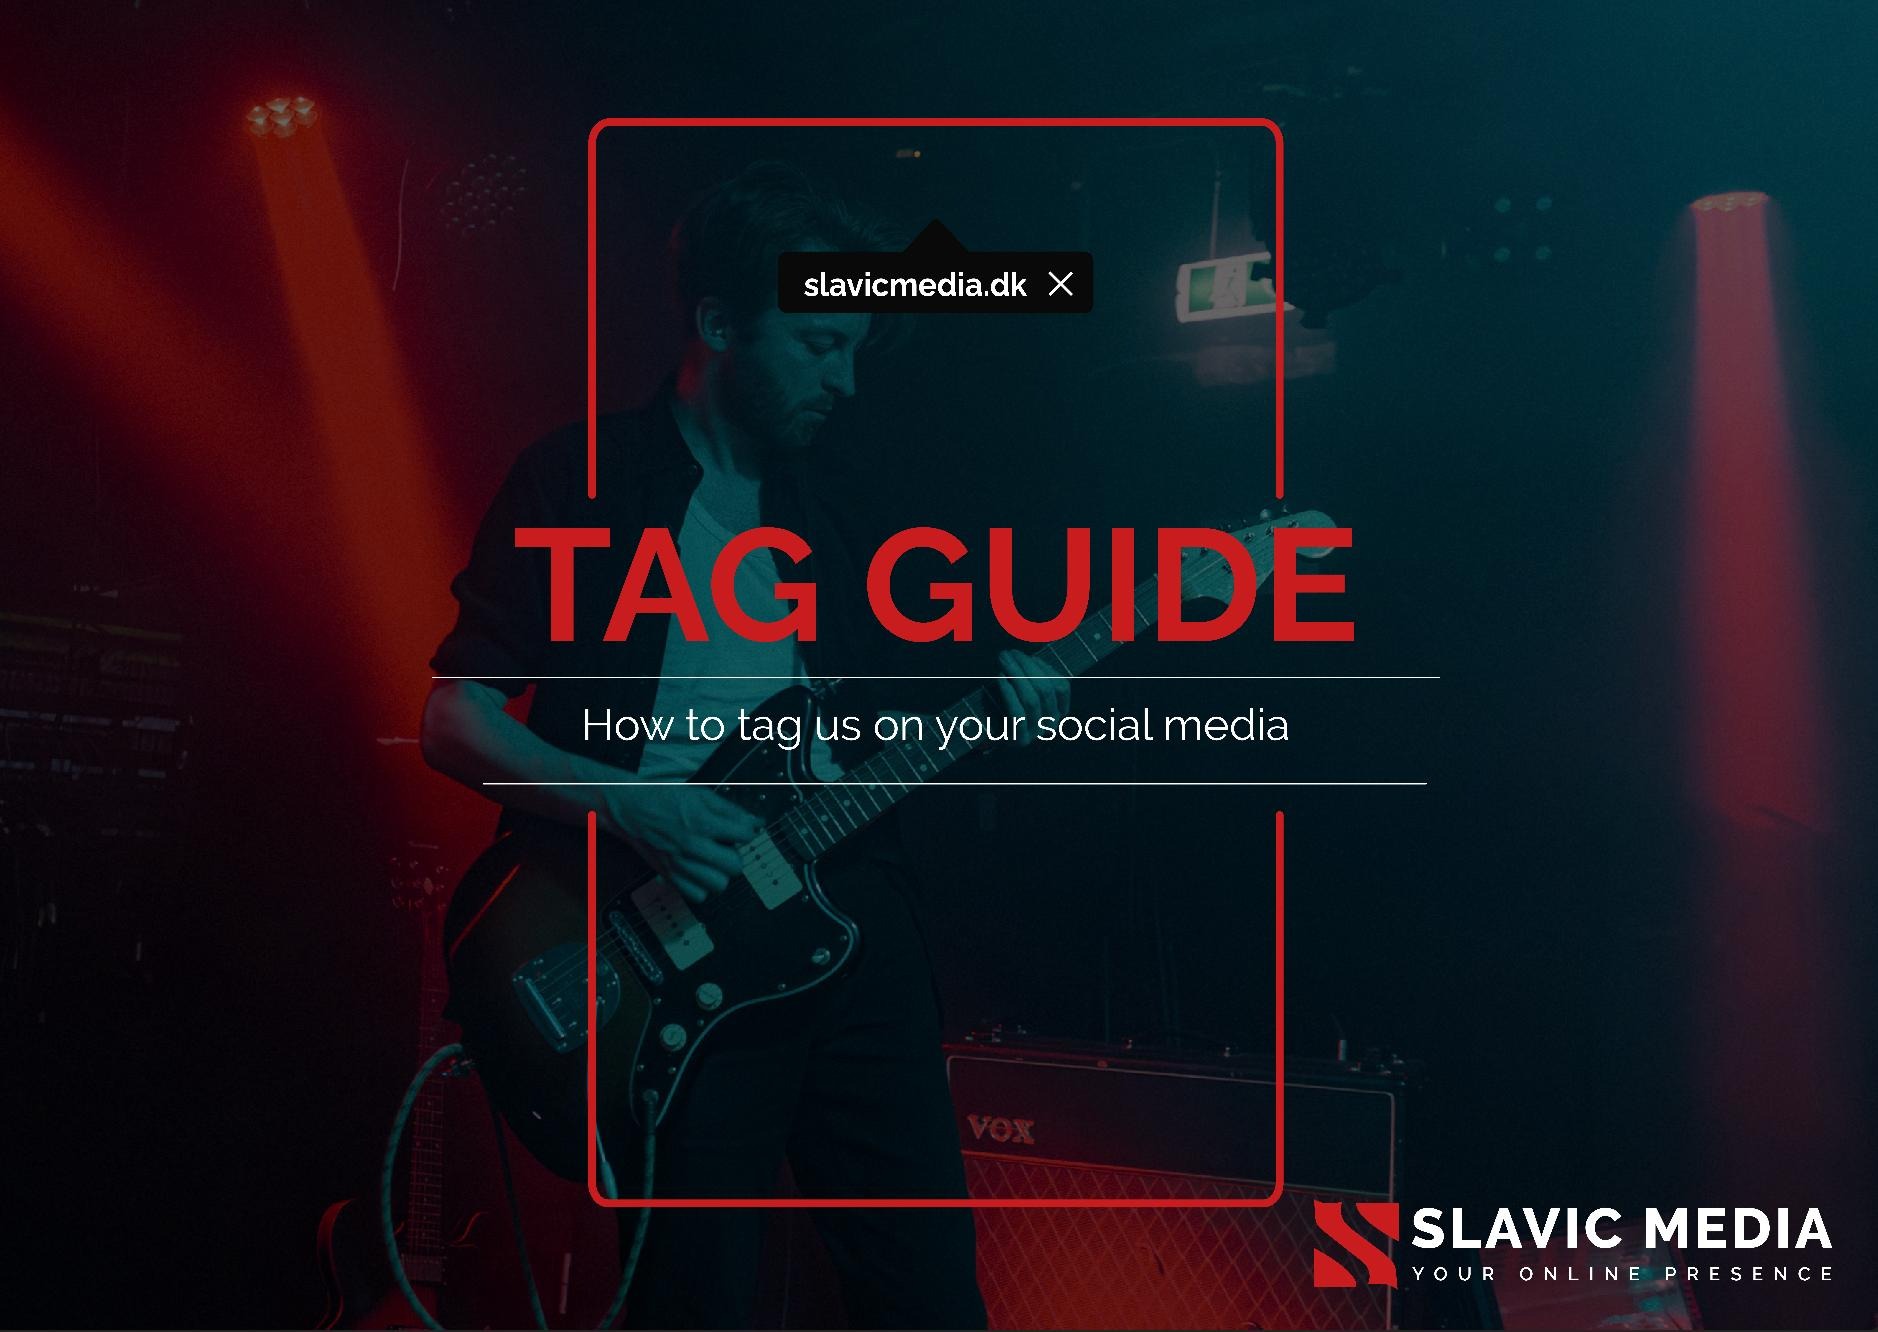 slavicmedia.dk
TAG GUIDE
How to tag us on your social media
VOX
SLAVIC MEDIA
YOUR ONLINE PRESENCE